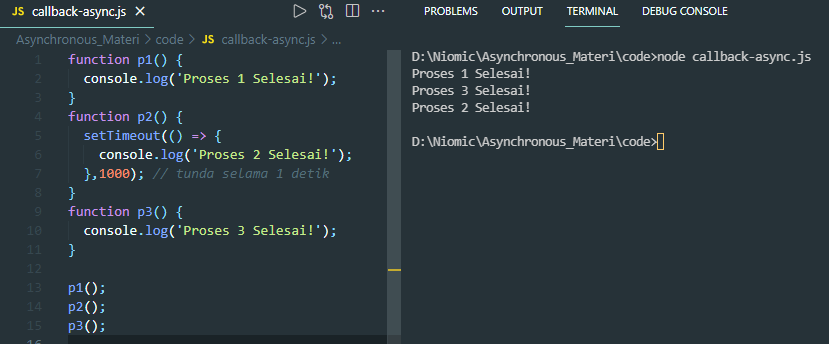 JS callback-async.js ×
Asynchronous_Materi > code > JS callback-async.js > ...
1 function p1() {
2   console.log('Proses 1 Selesai!');
3 }
4 function p2() {
5   setTimeout(() => {
6     console.log('Proses 2 Selesai!');
7   },1000); // tunda selama 1 detik
8 }
9 function p3() {
10   console.log('Proses 3 Selesai!');
11 }
12
13 p1();
14 p2();
15 p3();
16
PROBLEMS OUTPUT TERMINAL DEBUG CONSOLE
D:\Niomic\Asynchronous_Materi\code>node callback-async.js
Proses 1 Selesai!
Proses 3 Selesai!
Proses 2 Selesai!
D:\Niomic\Asynchronous_Materi\code>